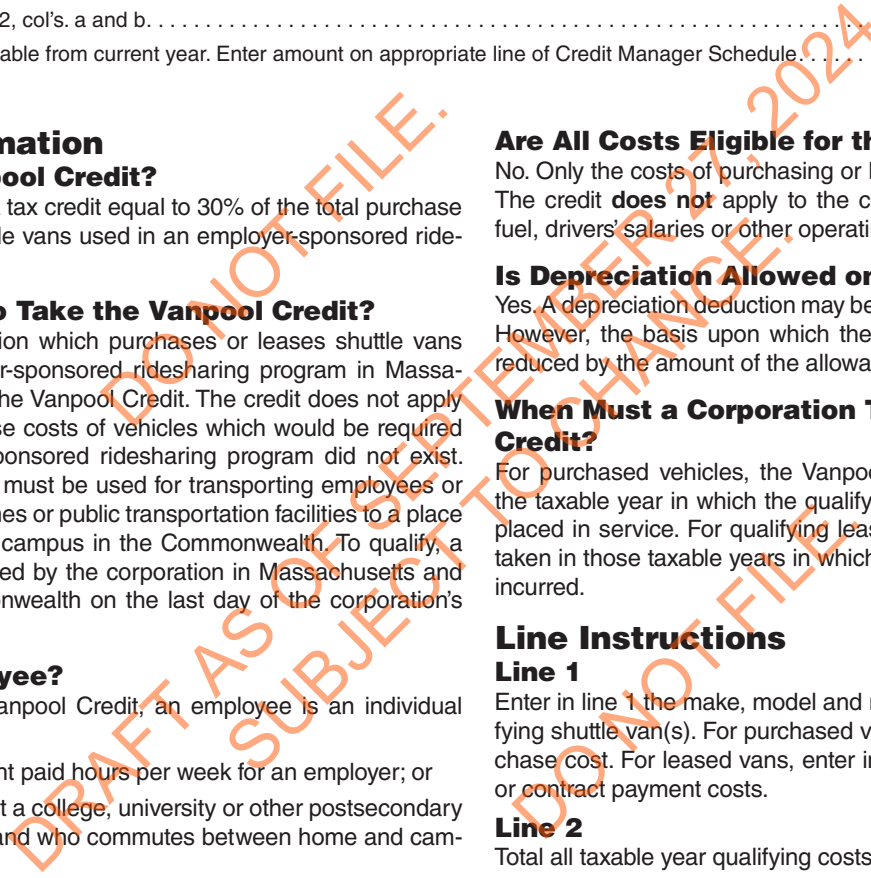 2, col's. a and b. . . . . . . . . . . . . . . . . . . . . . . . . . . . . . . . . . . . . . . . . . . . . . . . . . . . . . . . . . . . . . . . . . . . . . . . . .
able from current year. Enter amount on appropriate line of Credit Manager Schedule. . . . . .
mation
ool Credit?
tax credit equal to 30% of the total purchase
le vans used in an employer-sponsored ride-
o Take the Vanpool Credit?
ion which purchases or leases shuttle vans
r-sponsored ridesharing program in Massa-
he Vanpool Credit. The credit does not apply
se costs of vehicles which would be required
ponsored ridesharing program did not exist.
must be used for transporting employees or
nes or public transportation facilities to a place
campus in the Commonwealth. To qualify, a
ed by the corporation in Massachusetts and
nwealth on the last day of the corporation's
yee?
anpool Credit, an employee is an individual
nt paid hours per week for an employer; or
t a college, university or other postsecondary
and who commutes between home and cam-
Are All Costs Eligible for th
No. Only the costs of purchasing or l
The credit does not apply to the c
fuel, drivers' salaries or other operati
Is Depreciation Allowed on
Yes. A depreciation deduction may be
However, the basis upon which the
reduced by the amount of the allowa
When Must a Corporation T
Credit?
For purchased vehicles, the Vanpoo
the taxable year in which the qualify
placed in service. For qualifying leas
taken in those taxable years in which
incurred.
Line Instructions
Line 1
Enter in line 1 the make, model and
fying shuttle van(s). For purchased v
chase cost. For leased vans, enter in
or contract payment costs.
Line 2
Total all taxable year qualifying costs
DRAFT AS OF SEPTEMBER 27, 2024
SUBJECT TO CHANGE.
DO NOT FILE.
DO NOT FILE.